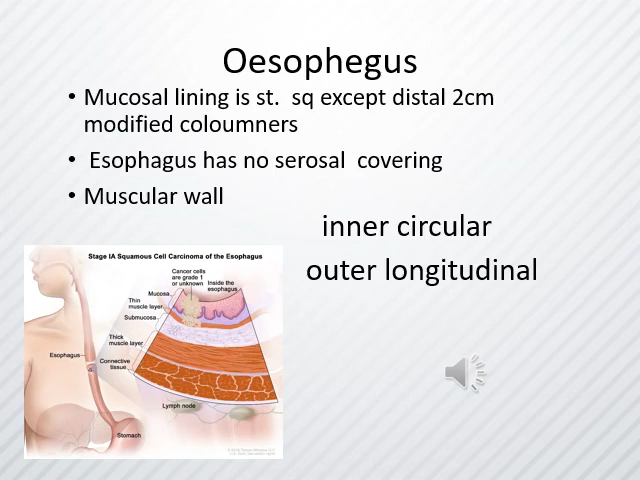 Oesophegus
• Mucosal lining is st. sq except distal 2cm
modified coloumners
• Esophagus has no serosal covering
• Muscular wall
inner circular
outer longitudinal
Stage IA Squamous Cell Carcinoma of the Esophagus
Cancer cells
are grade 1
or unknown
Inside the
esophagus
Mucosa
Thin
muscle layer
Submucosa
Thick
muscle layer
Esophagus
Connective
tissue
Lymph node
Stomach